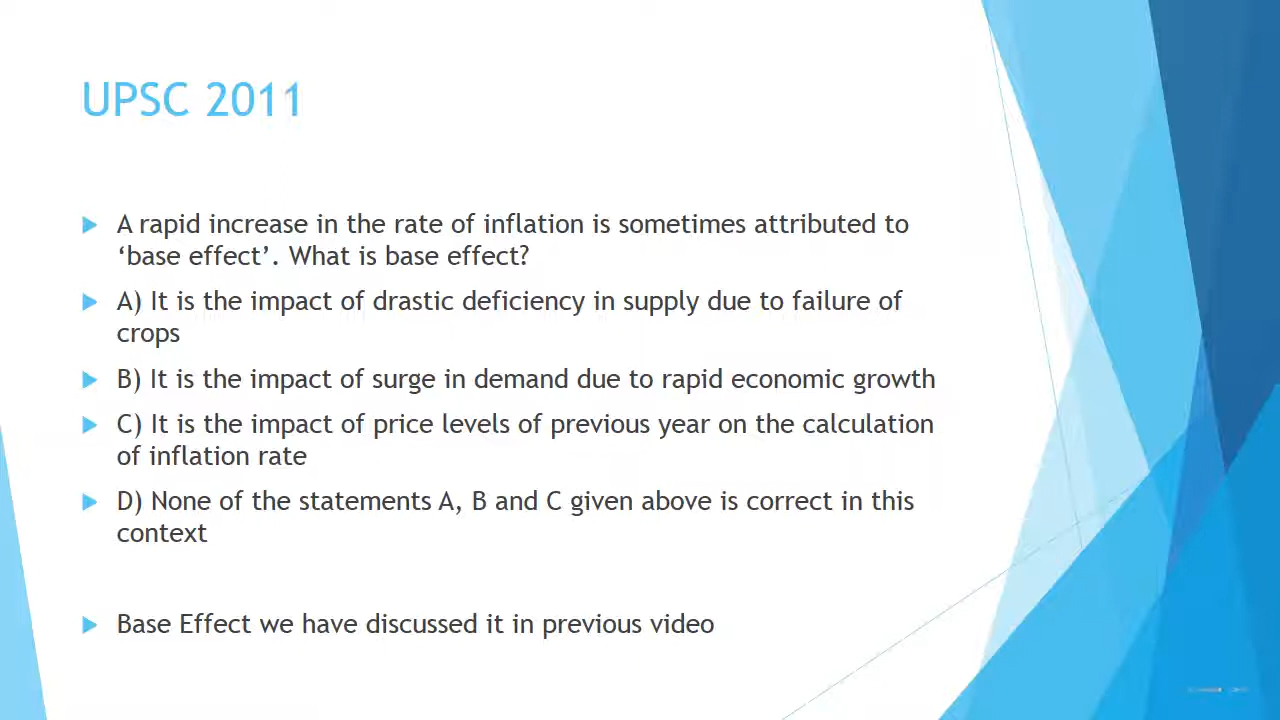 UPSC 2011
A rapid increase in the rate of inflation is sometimes attributed to
‘base effect’. What is base effect?
A) It is the impact of drastic deficiency in supply due to failure of
crops
B) It is the impact of surge in demand due to rapid economic growth
C) It is the impact of price levels of previous year on the calculation
of inflation rate
D) None of the statements A, B and C given above is correct in this
context
Base Effect we have discussed it in previous video